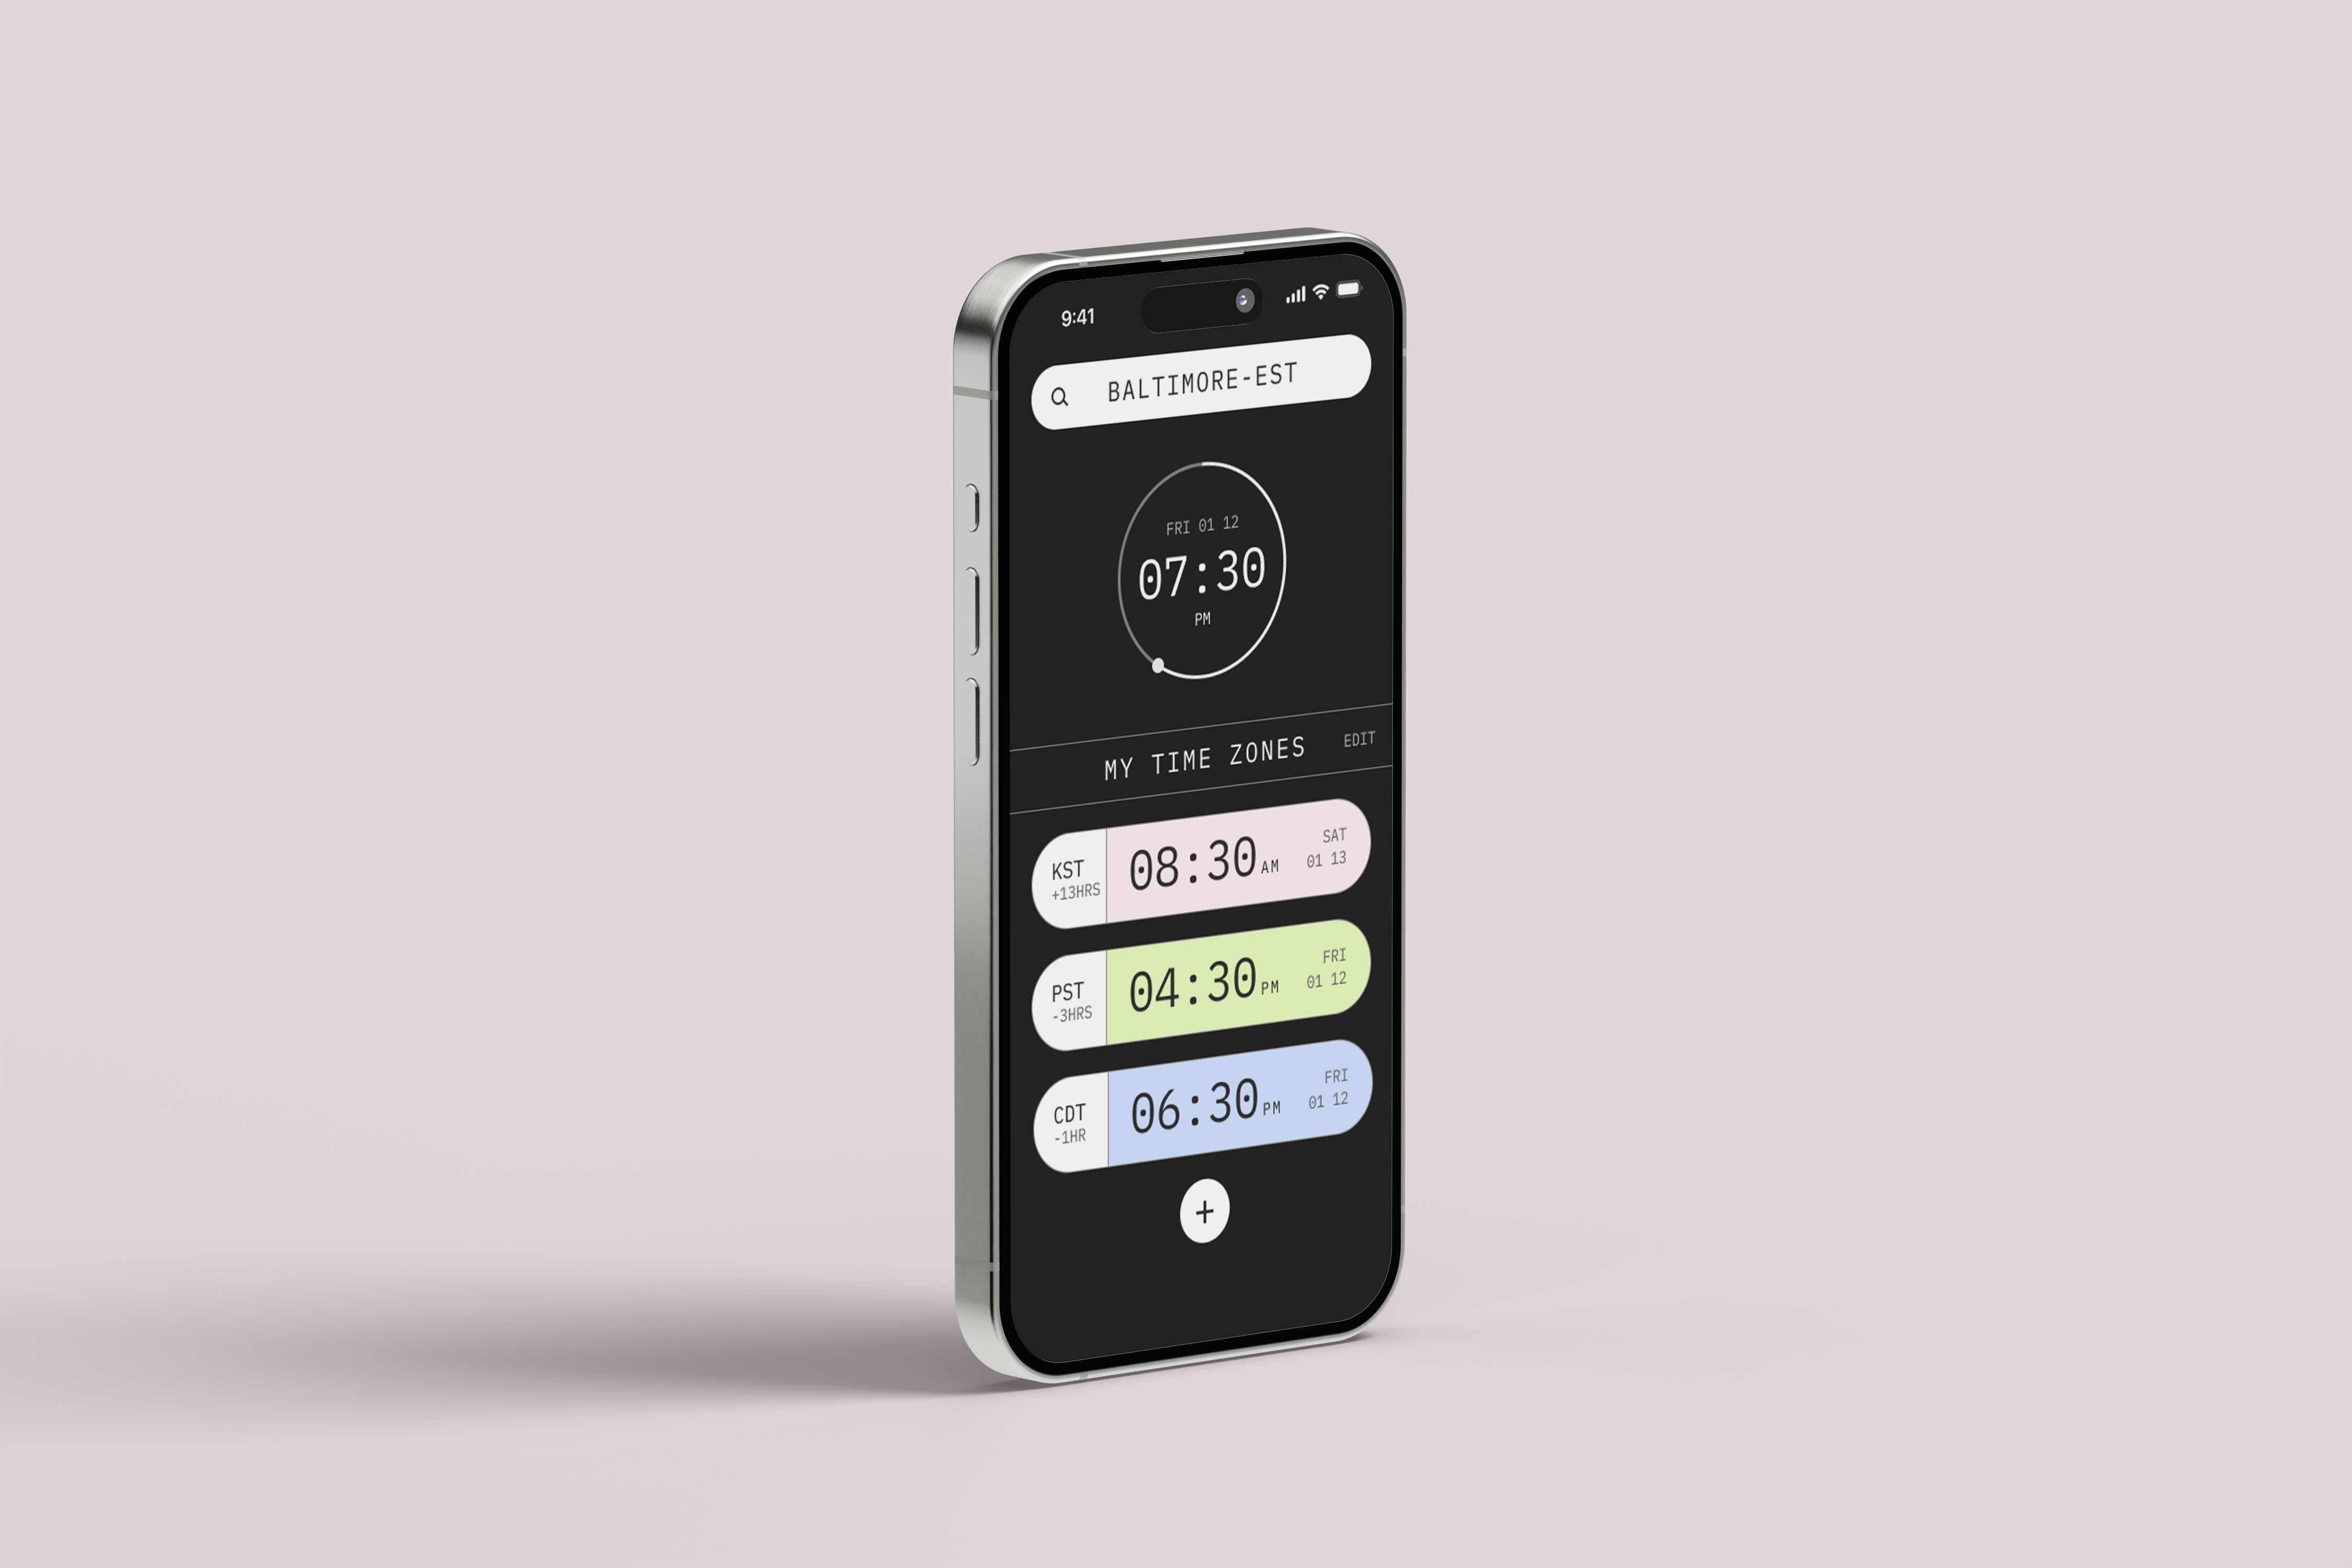 9:41
BALTIMORE-EST
FRI 01 12
07:30
PM
MY TIME ZONES EDIT
KST
+13HRS
08:30 AM
SAT
01 13
PST
-3HRS
04:30 PM
FRI
01 12
CDT
-1HR
06:30 PM
FRI
01 12
+